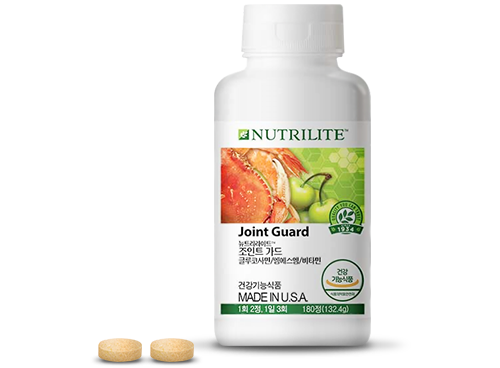 NUTRILITE™
1934
Joint Guard
뉴트리라이트™
조인트 가드
글루코사민/엠에스엠/비타민
건강
기능식품
건강기능식품
MADE IN U.S.A.
1회 2정, 1일 3회 180정(132.4g)